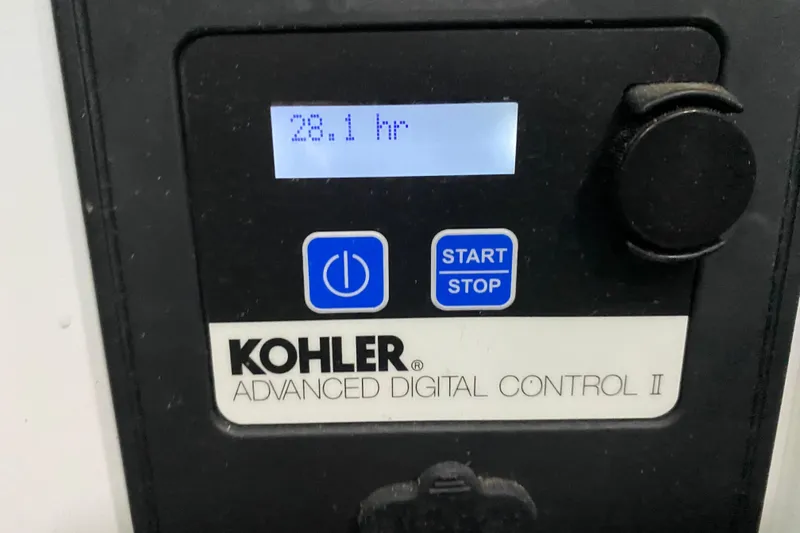 28.1 hr
START
STOP
KOHLER®
ADVANCED DIGITAL CONTROL II